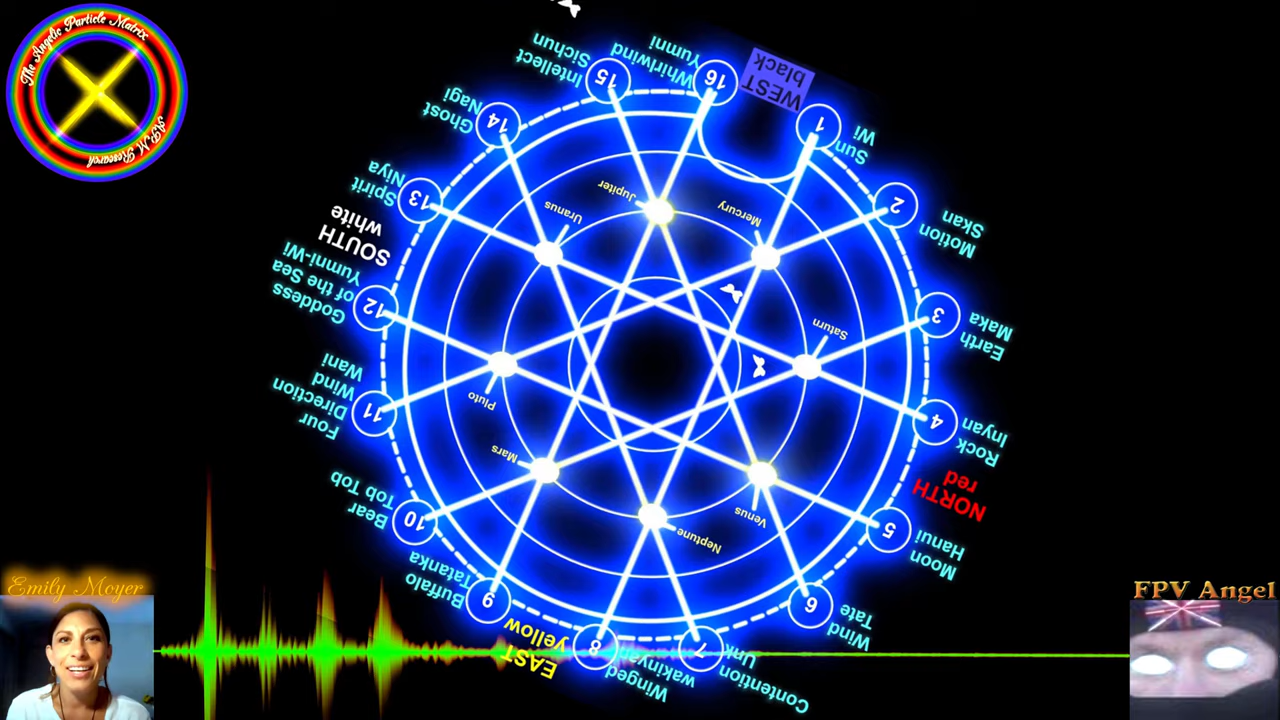 The Angelic Particle Matrix
A.P.M Research
Emily Moyer
FPV Angel
WEST
black
1
Sun
Wi
2
Motion
Skan
3
Earth
Maka
4
Rock
Inyan
NORTH
red
5
Moon
Hanui
6
Wind
Tate
7
Contention
Unk
8
Winged
wakinyan
EAST
yellow
9
Buffalo
Tatanka
10
Bear
Tob Tob
11
Four
Direction
Wind
Wani
12
Goddess
of the Sea
Yumni-Wi
SOUTH
white
13
Spirit
Niya
14
Ghost
Nagi
15
Intellect
Sichun
16
Whirlwind
Yumni
Jupiter
Mercury
Uranus
Saturn
Pluto
Mars
Venus
Neptune